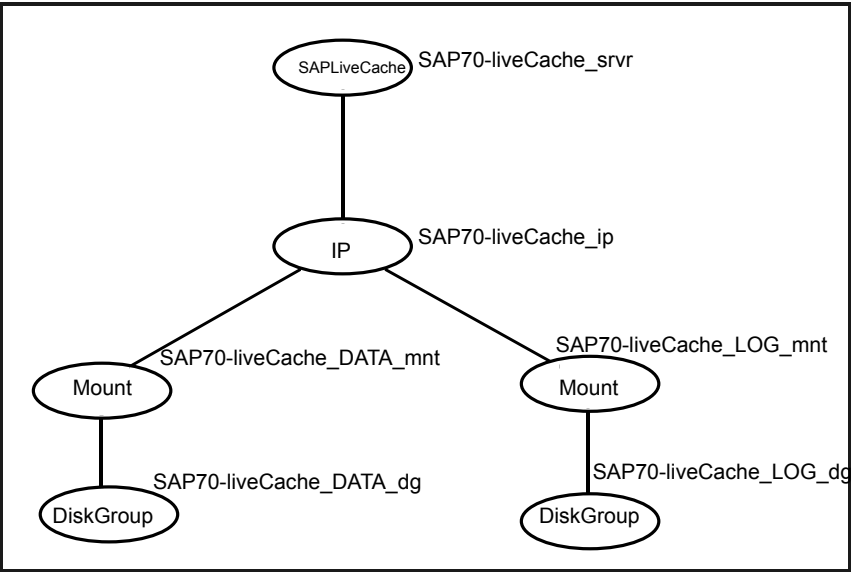 SAPLiveCache
SAP70-liveCache_srvr
IP
SAP70-liveCache_ip
SAP70-liveCache_DATA_mnt
SAP70-liveCache_LOG_mnt
Mount
Mount
SAP70-liveCache_DATA_dg
SAP70-liveCache_LOG_dg
DiskGroup
DiskGroup